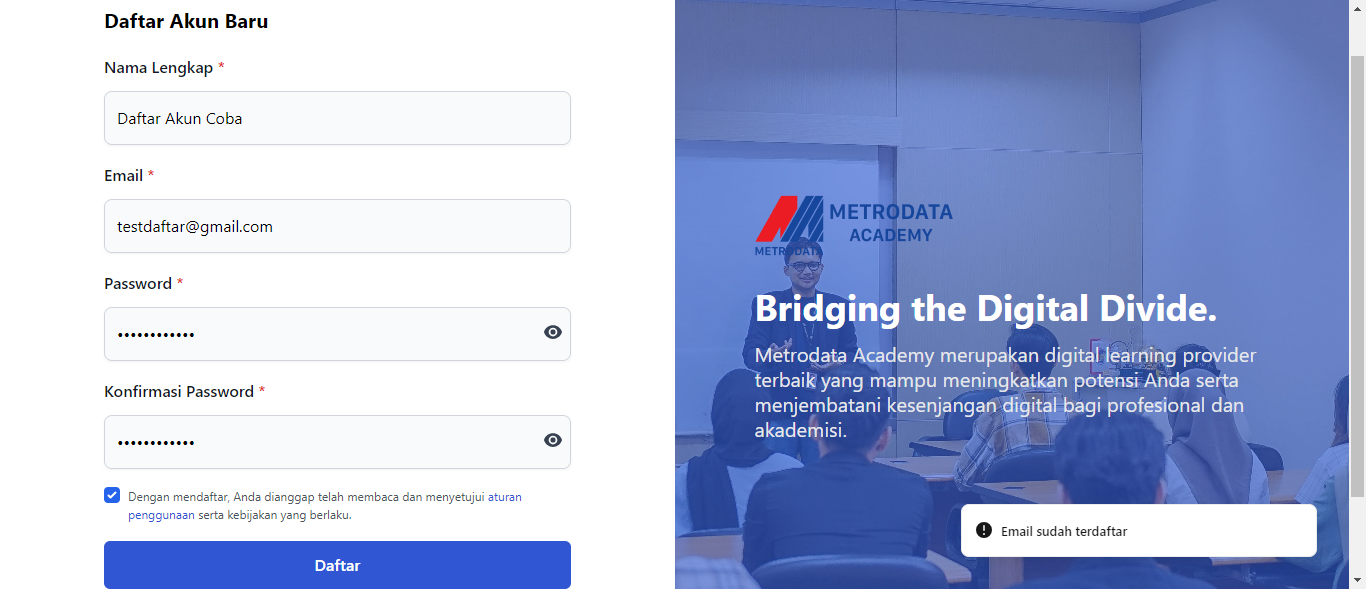 Daftar Akun Baru
Nama Lengkap *
Daftar Akun Coba
Email *
testdaftar@gmail.com
Password *
••••••••••••
Konfirmasi Password *
••••••••••••
Dengan mendaftar, Anda dianggap telah membaca dan menyetujui aturan
penggunaan serta kebijakan yang berlaku.
Daftar
METRODATA
ACADEMY
METRODATA
Bridging the Digital Divide.
Metrodata Academy merupakan digital learning provider
terbaik yang mampu meningkatkan potensi Anda serta
menjembatani kesenjangan digital bagi profesional dan
akademisi.
Email sudah terdaftar